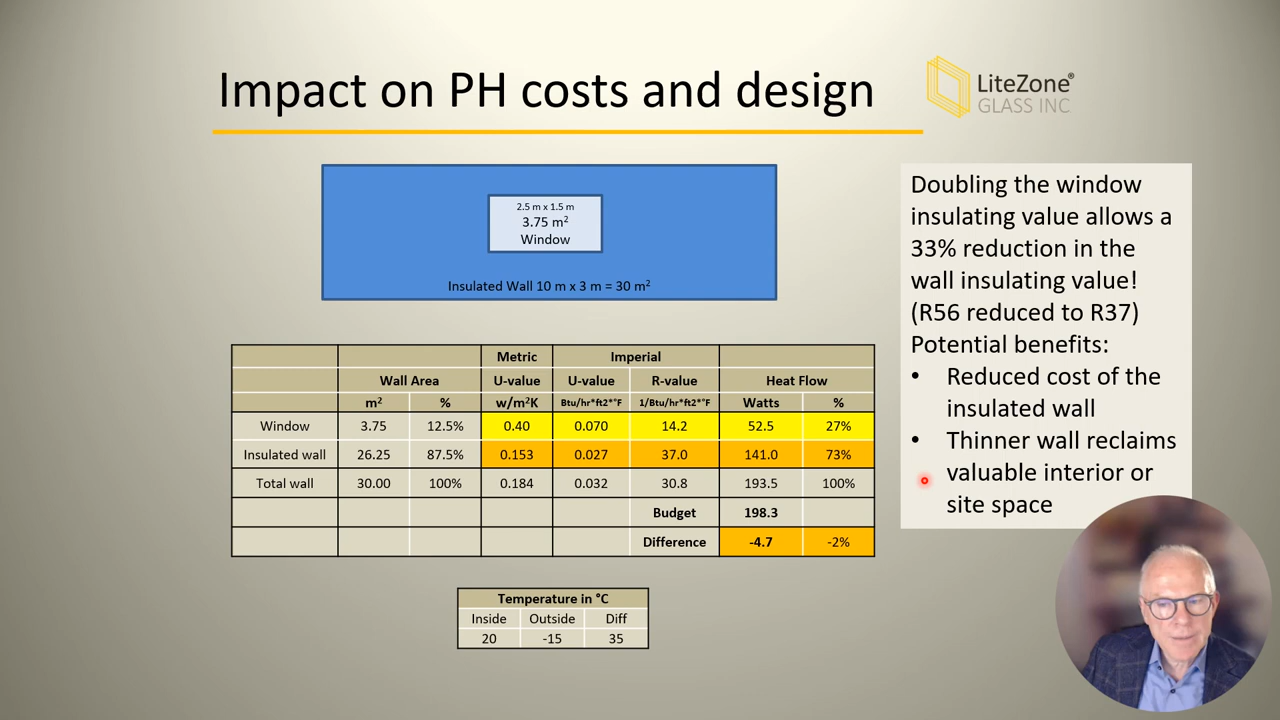 Impact on PH costs and design
LiteZone®
GLASS INC
2.5 m x 1.5 m
3.75 m²
Window
Insulated Wall 10 m x 3 m = 30 m²
Metric Imperial
Wall Area U-value U-value R-value Heat Flow
m² % w/m²K Btu/hr*ft2*°F 1/Btu/hr*ft2*°F Watts %
Window 3.75 12.5% 0.40 0.070 14.2 52.5 27%
Insulated wall 26.25 87.5% 0.153 0.027 37.0 141.0 73%
Total wall 30.00 100% 0.184 0.032 30.8 193.5 100%
Budget 198.3
Difference -4.7 -2%
Temperature in °C
Inside Outside Diff
20 -15 35
Doubling the window
insulating value allows a
33% reduction in the
wall insulating value!
(R56 reduced to R37)
Potential benefits:
• Reduced cost of the
insulated wall
• Thinner wall reclaims
valuable interior or
site space